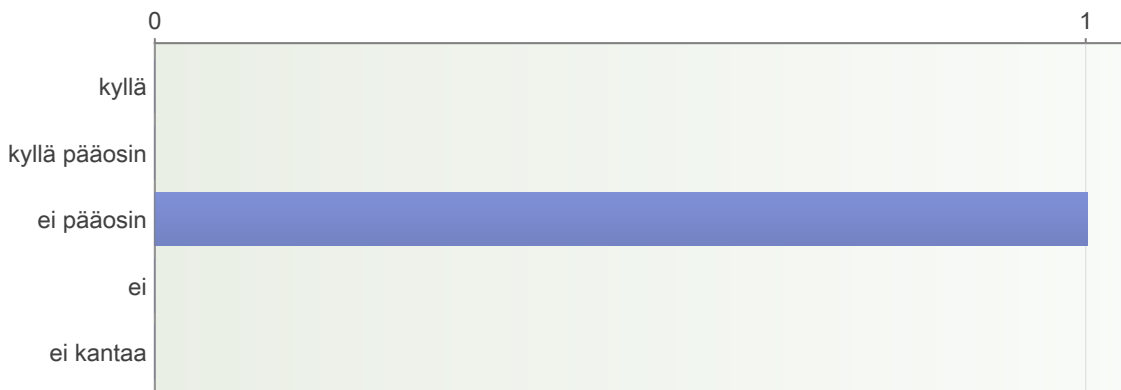 0 1
kyllä
kyllä pääosin
ei pääosin
ei
ei kantaa